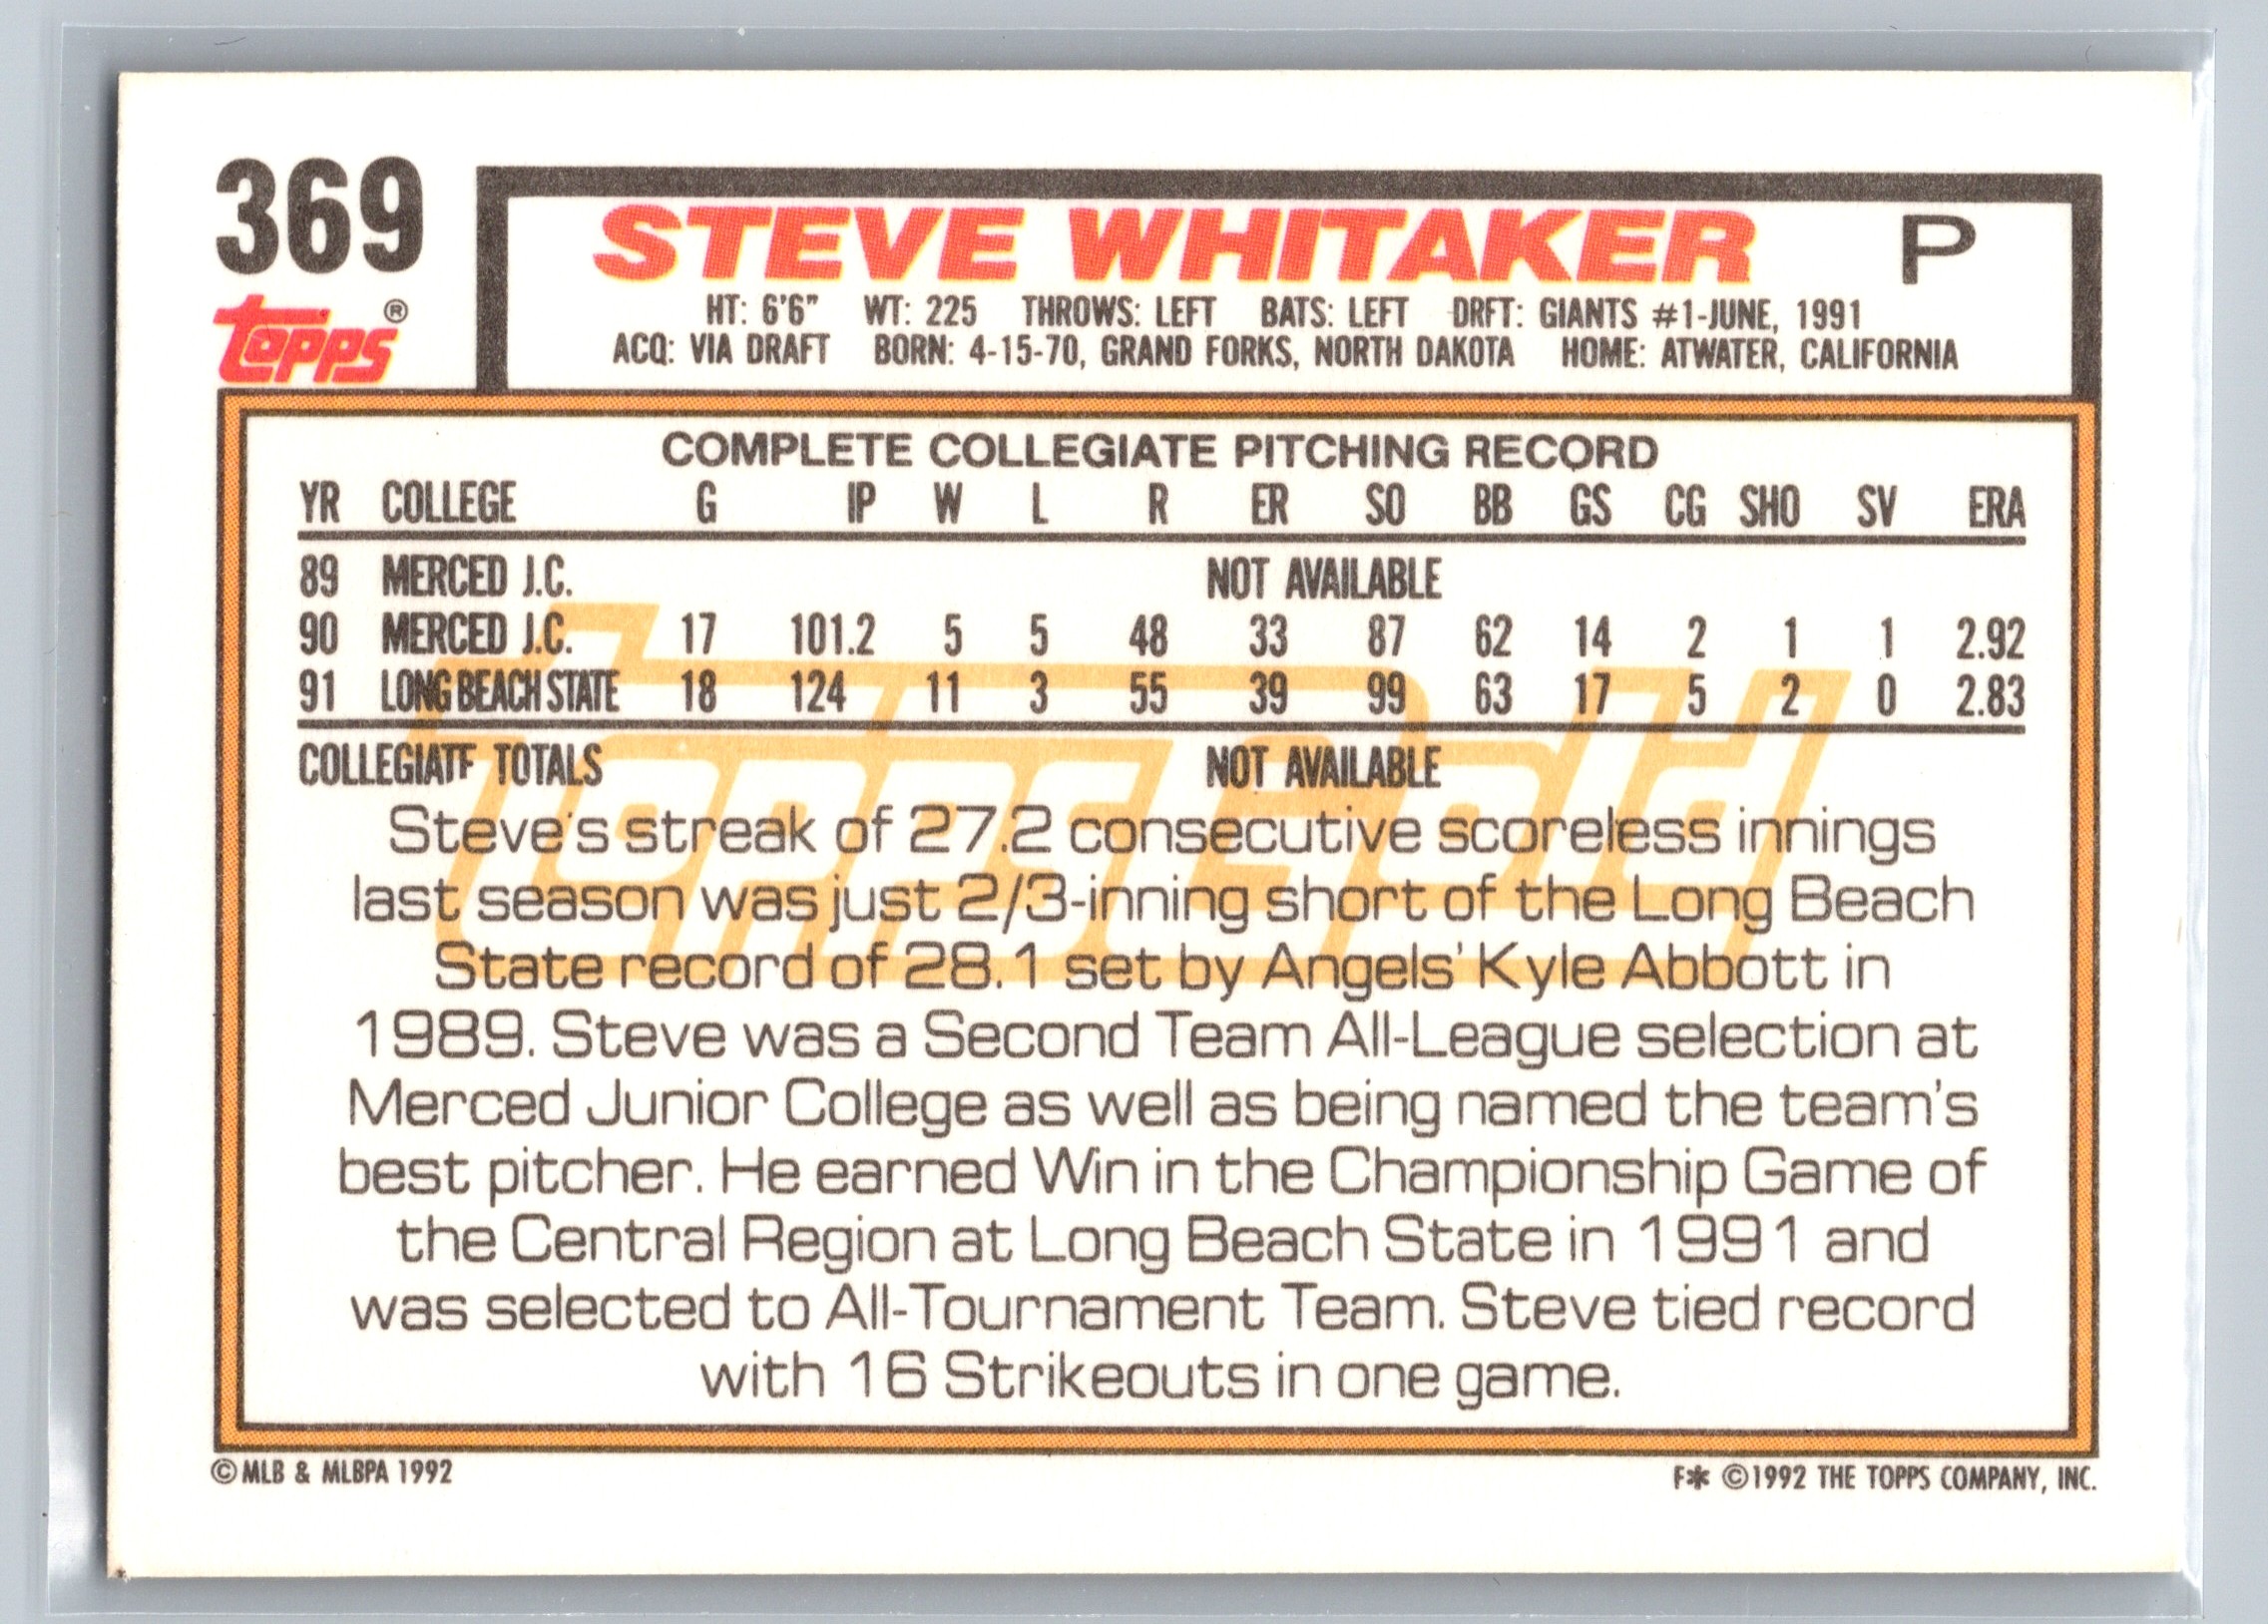 369
STEVE WHITAKER P
topps®
HT: 6'6" WT: 225 THROWS: LEFT BATS: LEFT DRFT: GIANTS #1-JUNE, 1991
ACQ: VIA DRAFT BORN: 4-15-70, GRAND FORKS, NORTH DAKOTA HOME: ATWATER, CALIFORNIA
COMPLETE COLLEGIATE PITCHING RECORD
YR COLLEGE G IP W L R ER SO BB GS CG SHO SV ERA
89 MERCED J.C. NOT AVAILABLE
90 MERCED J.C. 17 101.2 5 5 48 33 87 62 14 2 1 1 2.92
91 LONG BEACH STATE 18 124 11 3 55 39 99 63 17 5 2 0 2.83
COLLEGIATE TOTALS NOT AVAILABLE
Topps Gold
Steve's streak of 27.2 consecutive scoreless innings
last season was just 2/3-inning short of the Long Beach
State record of 28.1 set by Angels' Kyle Abbott in
1989. Steve was a Second Team All-League selection at
Merced Junior College as well as being named the team's
best pitcher. He earned Win in the Championship Game of
the Central Region at Long Beach State in 1991 and
was selected to All-Tournament Team. Steve tied record
with 16 Strikeouts in one game.
© MLB & MLBPA 1992
F* © 1992 THE TOPPS COMPANY, INC.